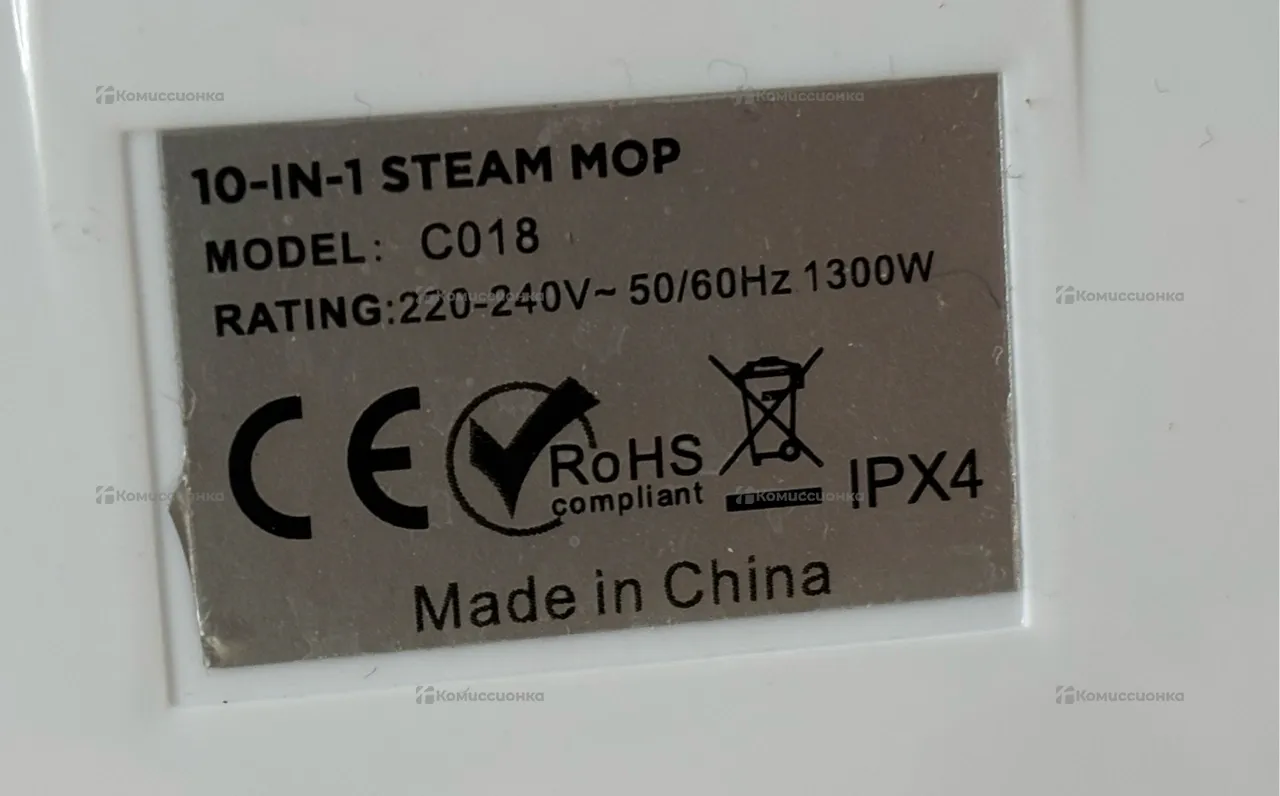 Комиссионка
Комиссионка
10-IN-1 STEAM MOP
MODEL: C018
RATING:220-240V~ 50/60Hz 1300W
Комиссионка
Комиссионка
CE
RoHS
compliant
IPX4
Комиссионка
Комиссионка
Made in China
Комиссионка
Комиссионка